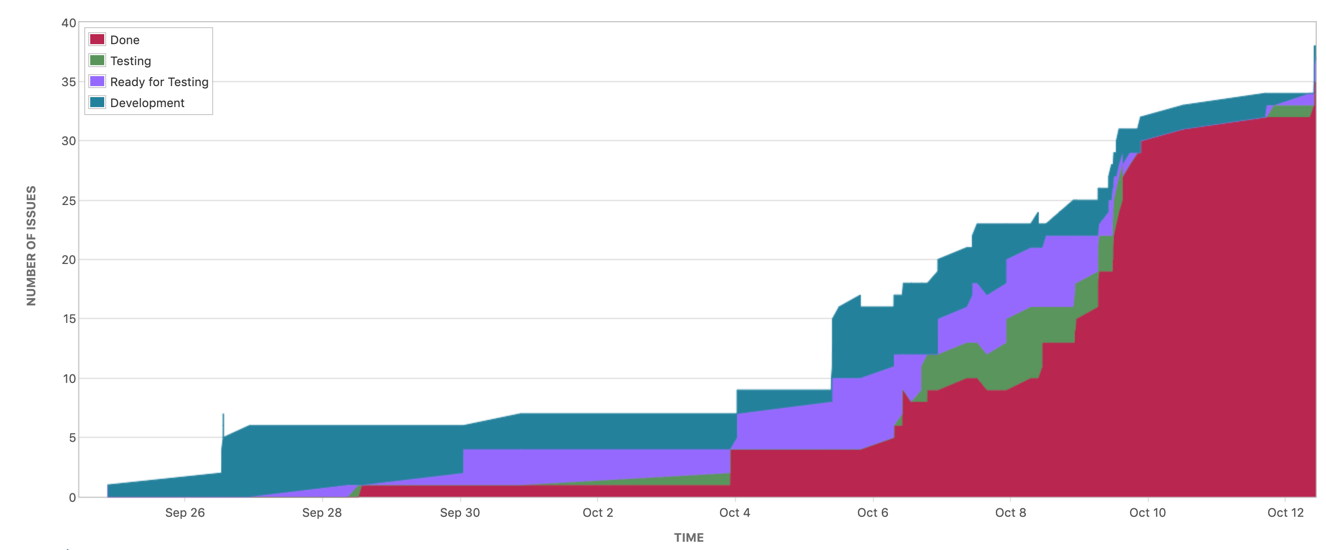 40
35
30
25
20
15
10
5
0
NUMBER OF ISSUES
Done
Testing
Ready for Testing
Development
Sep 26 Sep 28 Sep 30 Oct 2 Oct 4 Oct 6 Oct 8 Oct 10 Oct 12
TIME